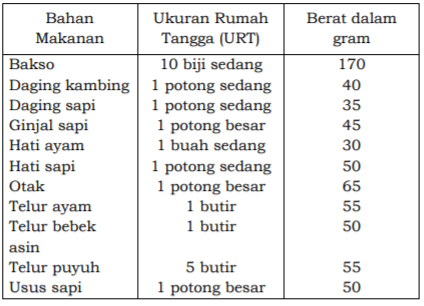 Bahan Makanan | Ukuran Rumah Tangga (URT) | Berat dalam gram
Bakso | 10 biji sedang | 170
Daging kambing | 1 potong sedang | 40
Daging sapi | 1 potong sedang | 35
Ginjal sapi | 1 potong besar | 45
Hati ayam | 1 buah sedang | 30
Hati sapi | 1 potong sedang | 50
Otak | 1 potong besar | 65
Telur ayam | 1 butir | 55
Telur bebek asin | 1 butir | 50
Telur puyuh | 5 butir | 55
Usus sapi | 1 potong besar | 50